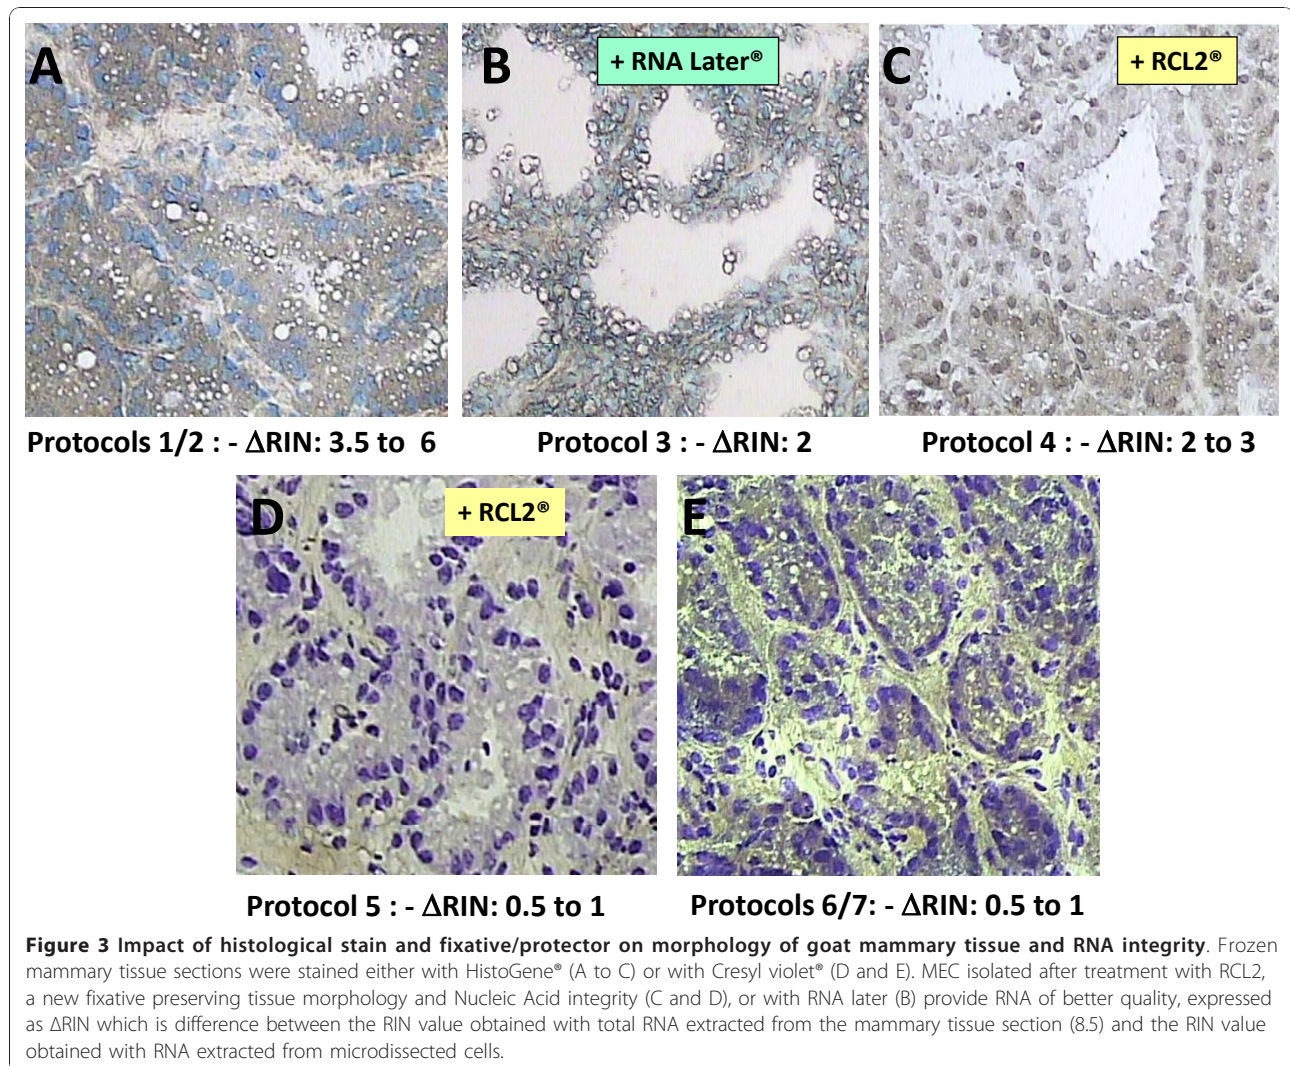 A
B
+ RNA Later®
C
+ RCL2®
Protocols 1/2 : - ΔRIN: 3.5 to 6
Protocol 3 : - ΔRIN: 2
Protocol 4 : - ΔRIN: 2 to 3
D
+ RCL2®
E
Protocol 5 : - ΔRIN: 0.5 to 1
Protocols 6/7: - ΔRIN: 0.5 to 1
Figure 3 Impact of histological stain and fixative/protector on morphology of goat mammary tissue and RNA integrity. Frozen
mammary tissue sections were stained either with HistoGene® (A to C) or with Cresyl violet® (D and E). MEC isolated after treatment with RCL2,
a new fixative preserving tissue morphology and Nucleic Acid integrity (C and D), or with RNA later (B) provide RNA of better quality, expressed
as ΔRIN which is difference between the RIN value obtained with total RNA extracted from the mammary tissue section (8.5) and the RIN value
obtained with RNA extracted from microdissected cells.